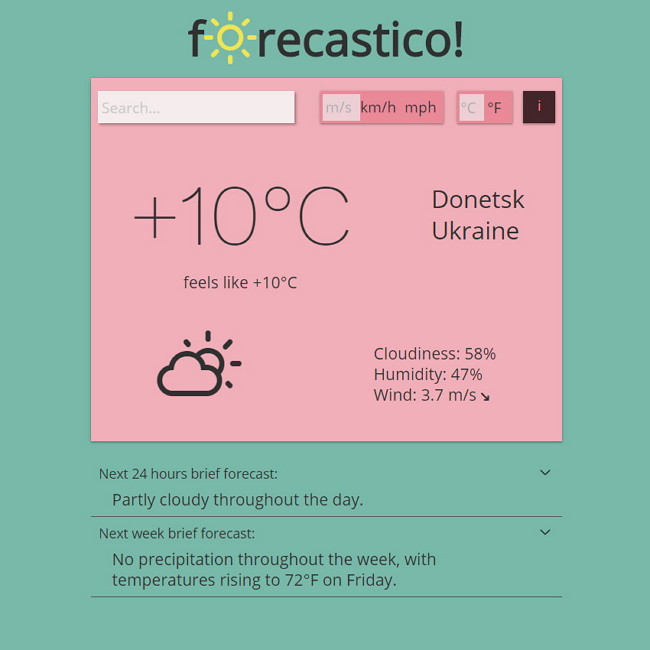 forecastico!
Search...
m/s km/h mph °C °F i
+10°C
Donetsk
Ukraine
feels like +10°C
Cloudiness: 58%
Humidity: 47%
Wind: 3.7 m/s ↘
Next 24 hours brief forecast:
Partly cloudy throughout the day.
Next week brief forecast:
No precipitation throughout the week, with
temperatures rising to 72°F on Friday.